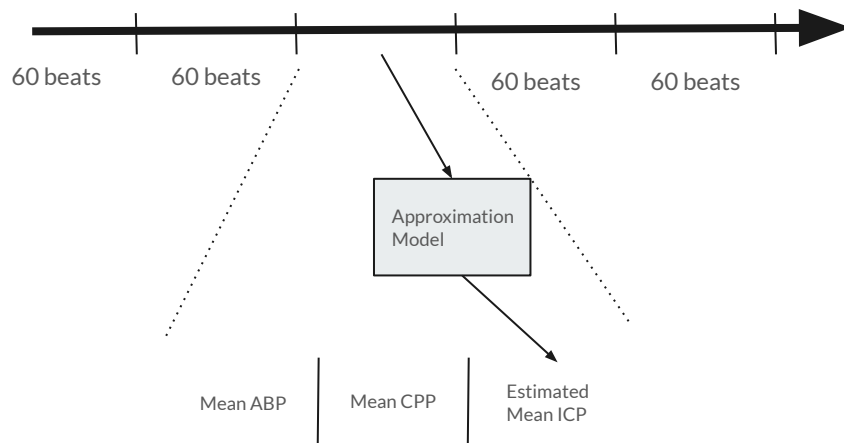 60 beats
60 beats
60 beats
60 beats
Approximation
Model
Mean ABP
Mean CPP
Estimated
Mean ICP